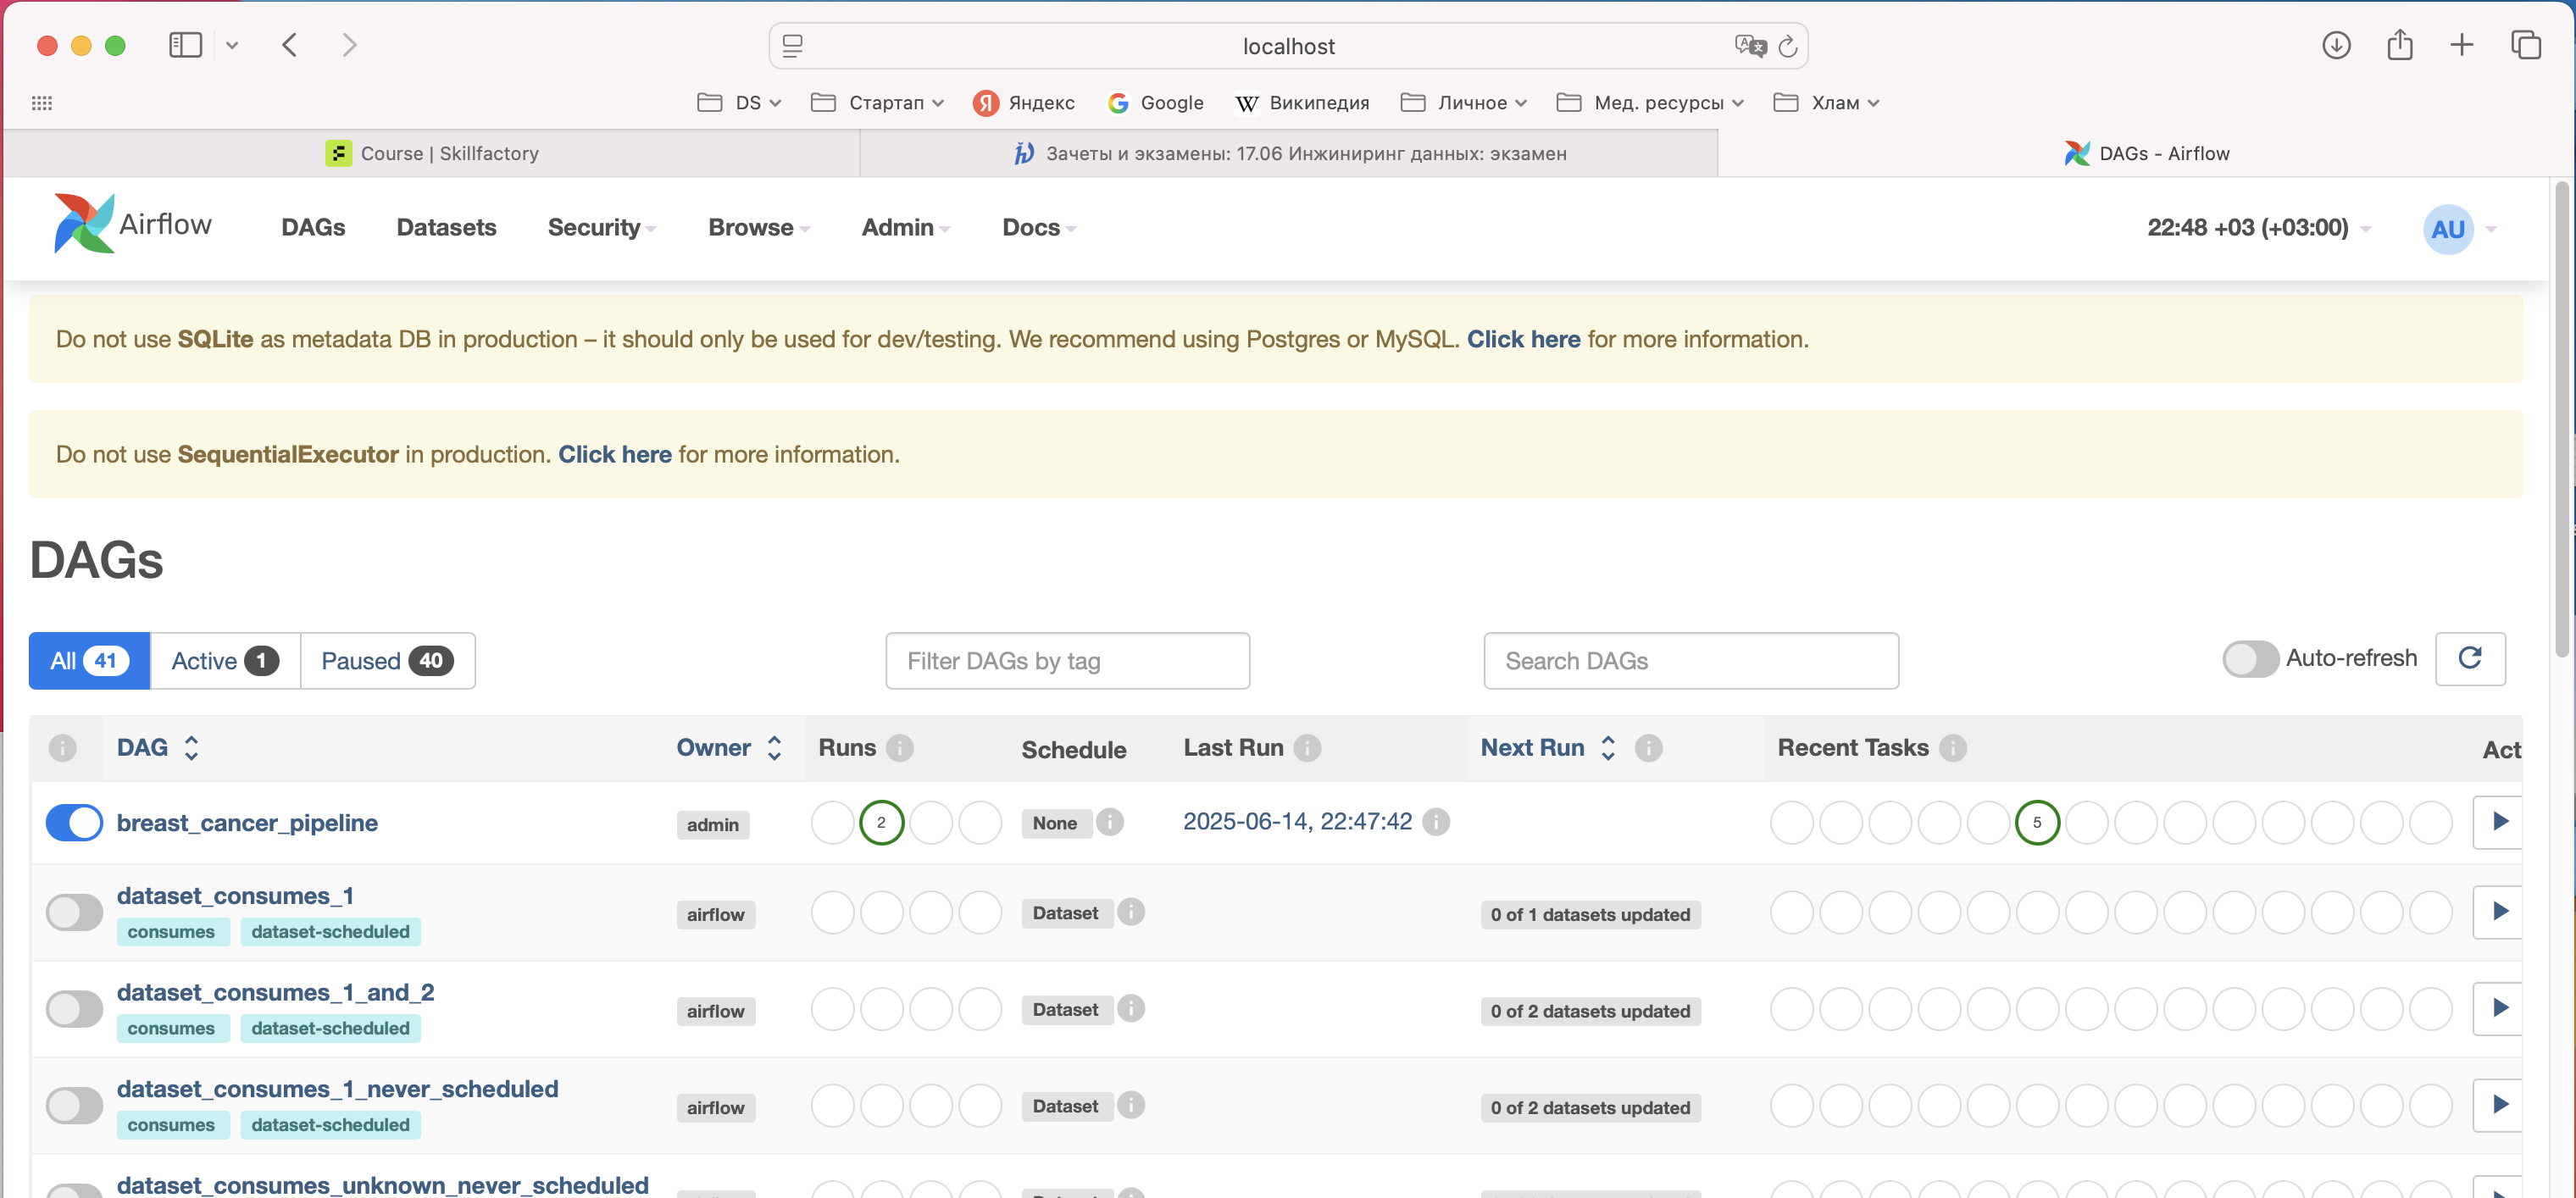 localhost
DS
Стартап
Яндекс
Google
Википедия
Личное
Мед. ресурсы
Хлам
Course | Skillfactory
Зачеты и экзамены: 17.06 Инжиниринг данных: экзамен
DAGs - Airflow
Airflow
DAGs
Datasets
Security
Browse
Admin
Docs
22:48 +03 (+03:00)
AU
Do not use SQLite as metadata DB in production – it should only be used for dev/testing. We recommend using Postgres or MySQL. Click here for more information.
Do not use SequentialExecutor in production. Click here for more information.
DAGs
All 41
Active 1
Paused 40
Filter DAGs by tag
Search DAGs
Auto-refresh
DAG
Owner
Runs
Schedule
Last Run
Next Run
Recent Tasks
Act
breast_cancer_pipeline
admin
2
None
2025-06-14, 22:47:42
5
dataset_consumes_1
consumes dataset-scheduled
airflow
Dataset
0 of 1 datasets updated
dataset_consumes_1_and_2
consumes dataset-scheduled
airflow
Dataset
0 of 2 datasets updated
dataset_consumes_1_never_scheduled
consumes dataset-scheduled
airflow
Dataset
0 of 2 datasets updated
dataset_consumes_unknown_never_scheduled